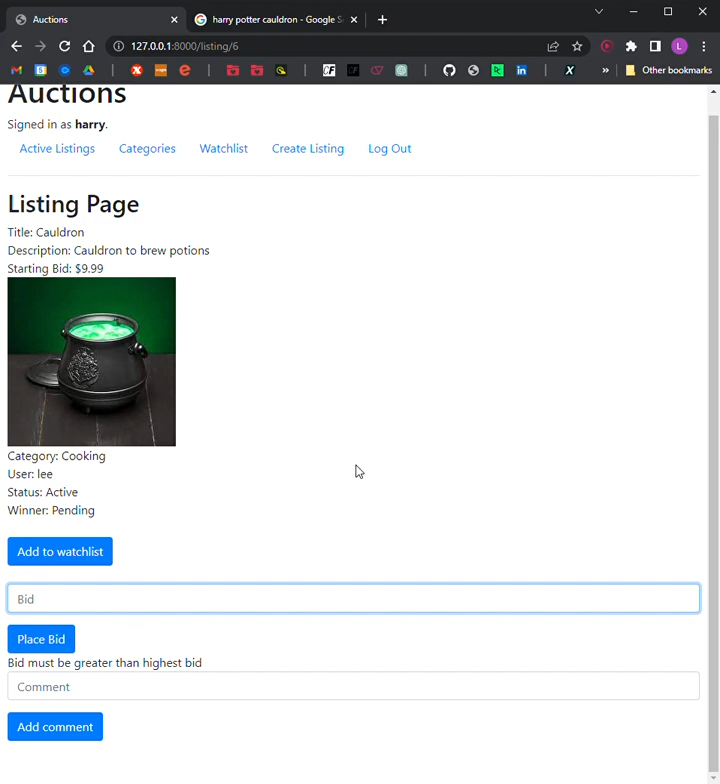 Auctions
harry potter cauldron - Google S
127.0.0.1:8000/listing/6
Other bookmarks
Auctions
Signed in as harry.
Active Listings
Categories
Watchlist
Create Listing
Log Out
Listing Page
Title: Cauldron
Description: Cauldron to brew potions
Starting Bid: $9.99
Category: Cooking
User: lee
Status: Active
Winner: Pending
Add to watchlist
Bid
Place Bid
Bid must be greater than highest bid
Comment
Add comment